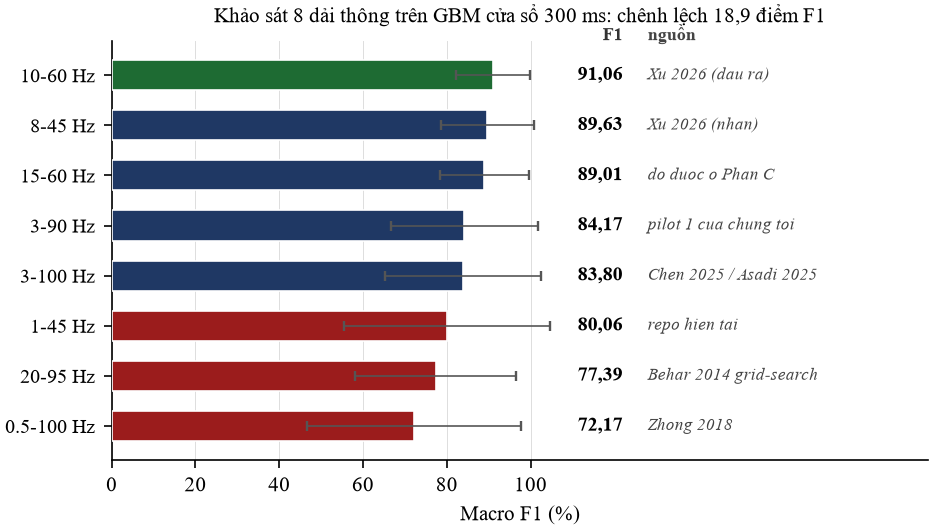 Khảo sát 8 dải thông trên GBM cửa sổ 300 ms: chênh lệch 18,9 điểm F1
F1 nguồn
10-60 Hz 91,06 Xu 2026 (dau ra)
8-45 Hz 89,63 Xu 2026 (nhan)
15-60 Hz 89,01 do duoc o Phan C
3-90 Hz 84,17 pilot 1 cua chung toi
3-100 Hz 83,80 Chen 2025 / Asadi 2025
1-45 Hz 80,06 repo hien tai
20-95 Hz 77,39 Behar 2014 grid-search
0.5-100 Hz 72,17 Zhong 2018
0 20 40 60 80 100
Macro F1 (%)